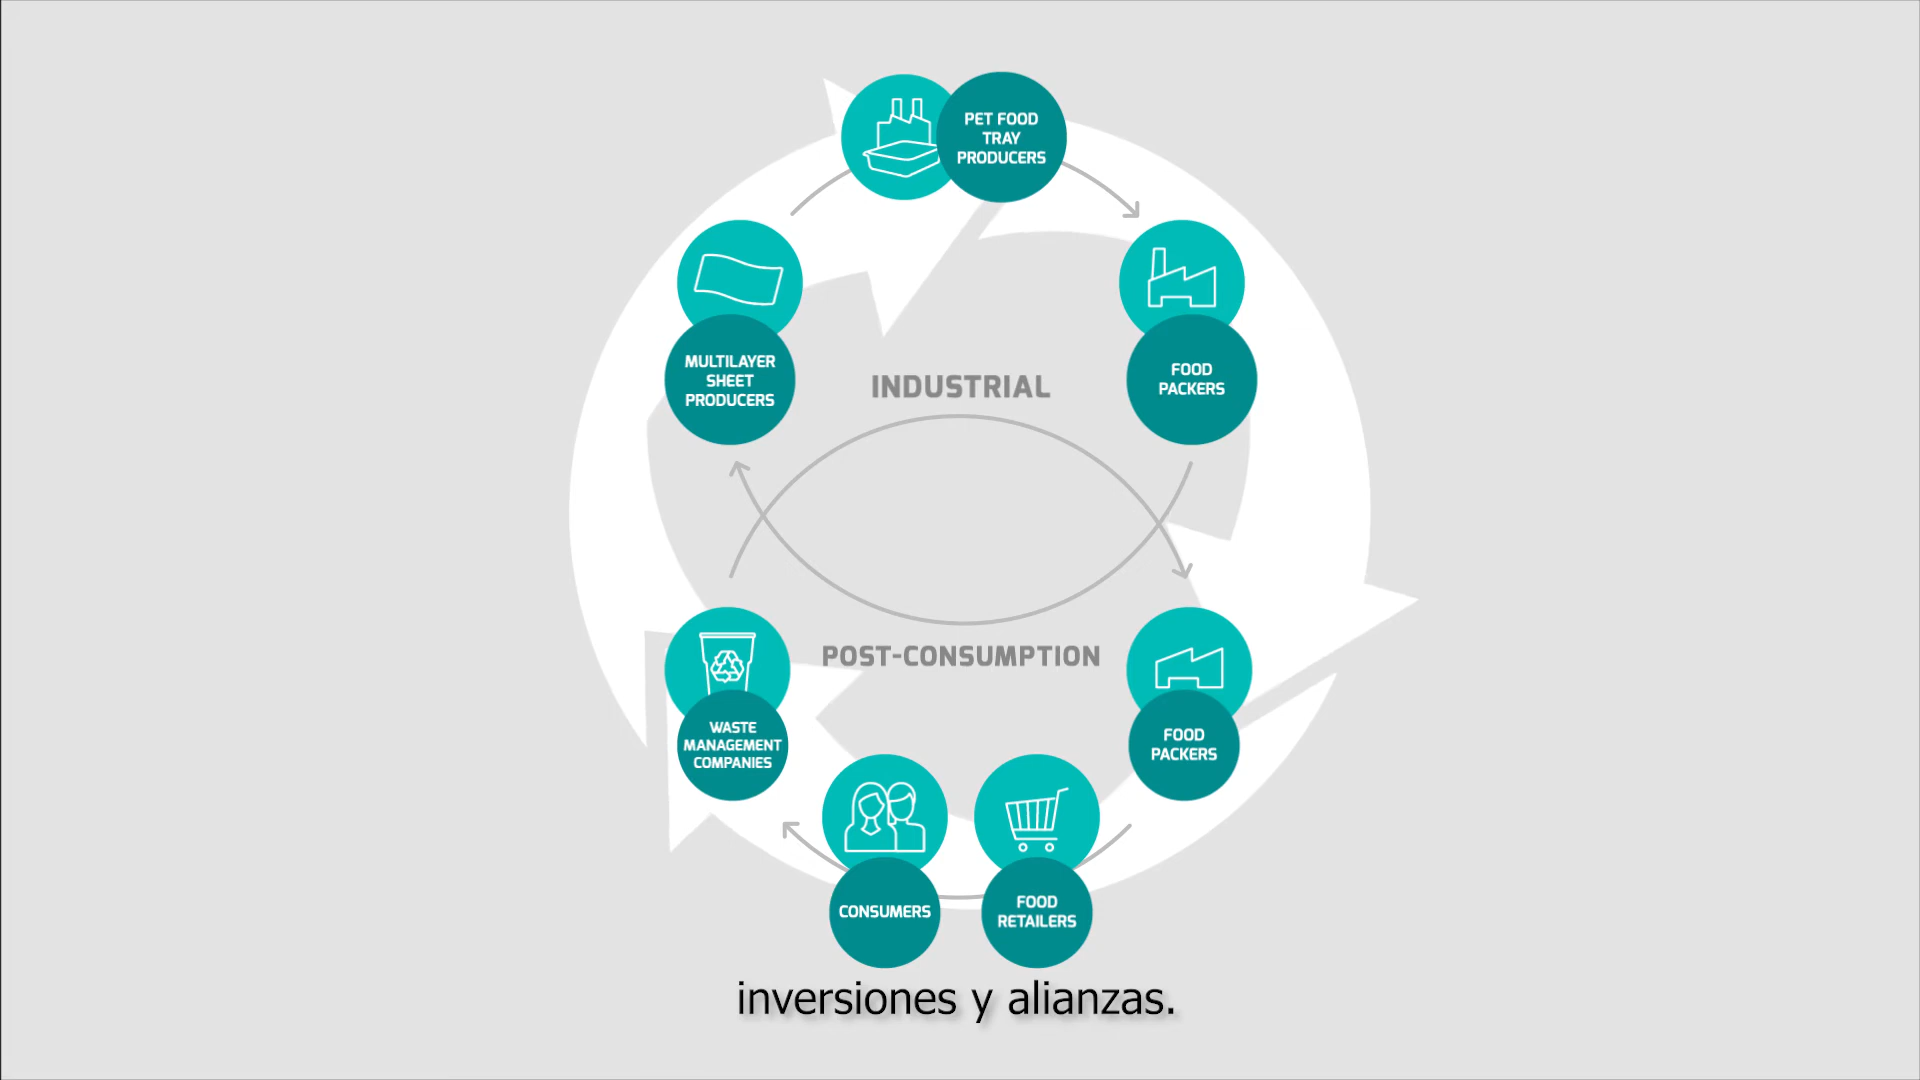 PET FOOD
TRAY
PRODUCERS
MULTILAYER
SHEET
PRODUCERS
FOOD
PACKERS
INDUSTRIAL
POST-CONSUMPTION
WASTE
MANAGEMENT
COMPANIES
FOOD
PACKERS
CONSUMERS
FOOD
RETAILERS
inversiones y alianzas.